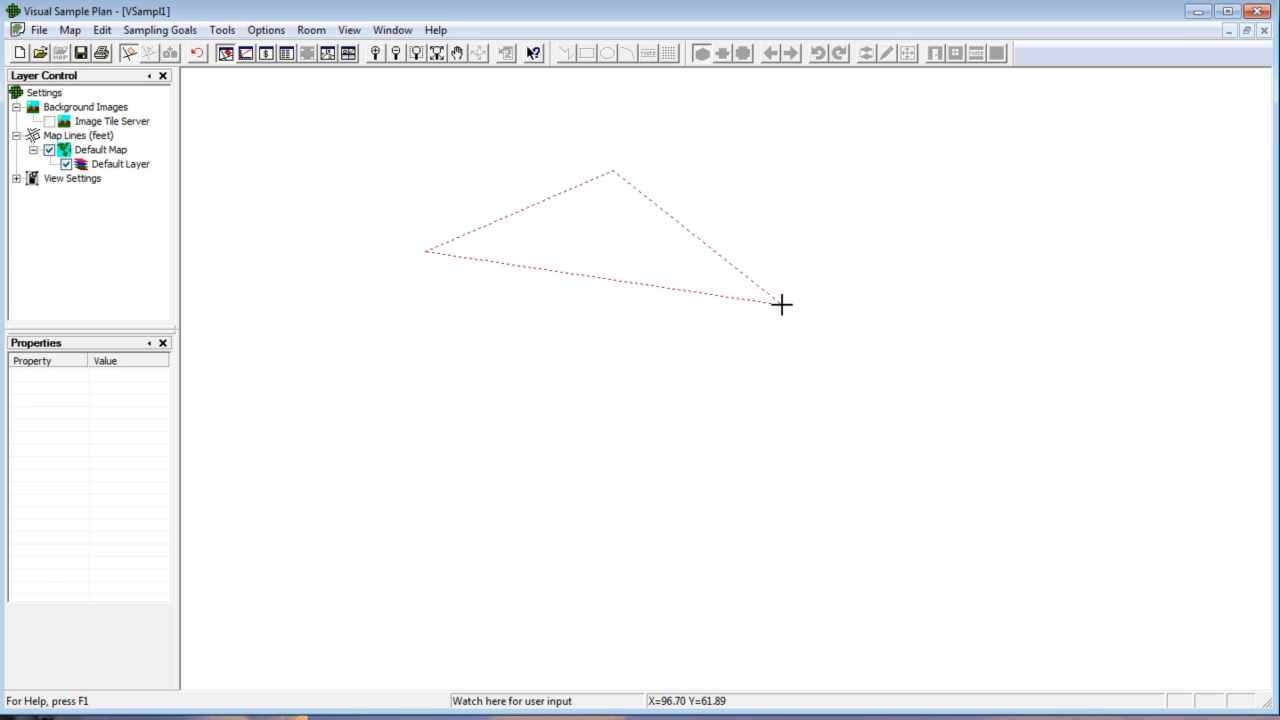 Visual Sample Plan - [VSampl1]
File Map Edit Sampling Goals Tools Options Room View Window Help
Layer Control
Settings
Background Images
Image Tile Server
Map Lines (feet)
Default Map
Default Layer
View Settings
Properties
Property Value
For Help, press F1 Watch here for user input X=96.70 Y=61.89